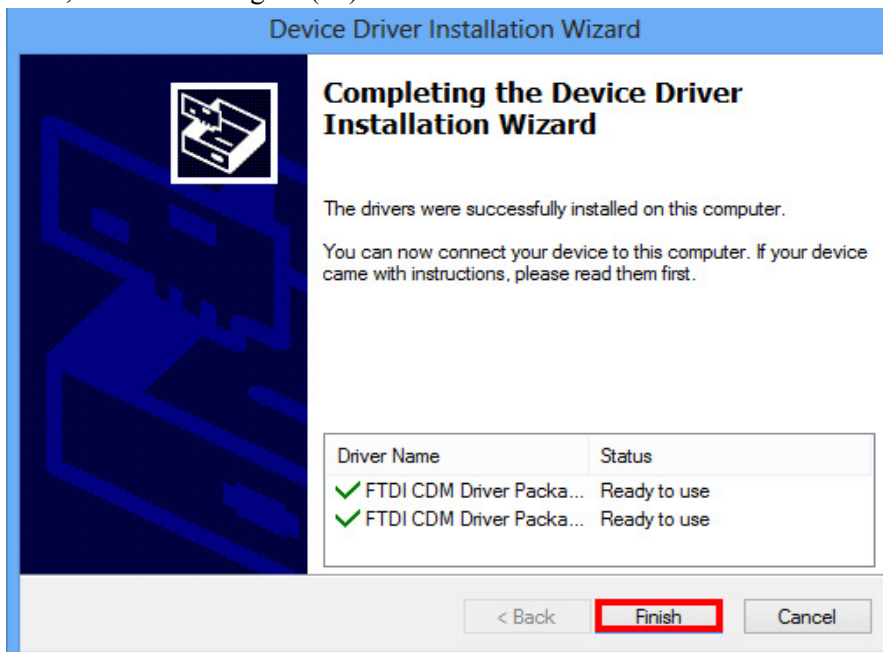 Device Driver Installation Wizard
Completing the Device Driver
Installation Wizard
The drivers were successfully installed on this computer.
You can now connect your device to this computer. If your device
came with instructions, please read them first.
Driver Name Status
FTDI CDM Driver Packa... Ready to use
FTDI CDM Driver Packa... Ready to use
< Back Finish Cancel